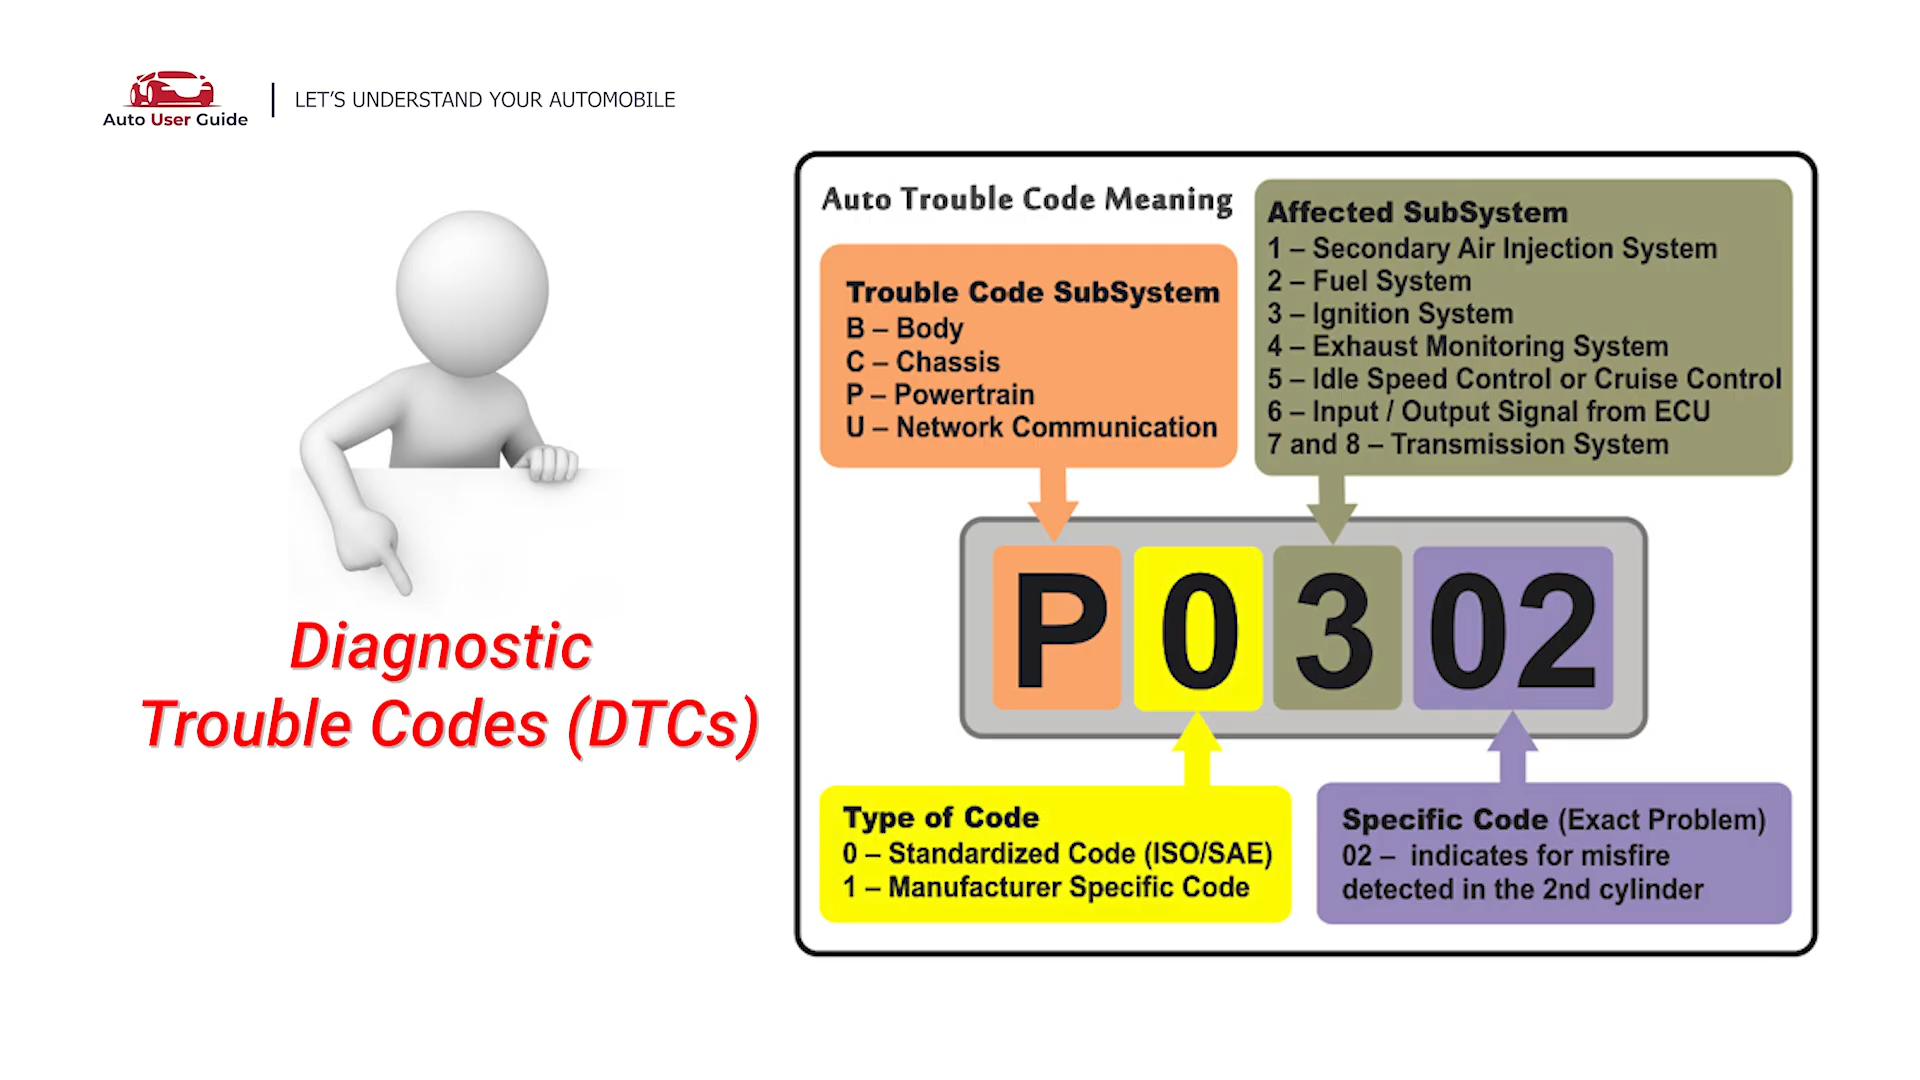 Auto User Guide
LET'S UNDERSTAND YOUR AUTOMOBILE
Diagnostic
Trouble Codes (DTCs)
Auto Trouble Code Meaning
Trouble Code SubSystem
B – Body
C – Chassis
P – Powertrain
U – Network Communication
Affected SubSystem
1 – Secondary Air Injection System
2 – Fuel System
3 – Ignition System
4 – Exhaust Monitoring System
5 – Idle Speed Control or Cruise Control
6 – Input / Output Signal from ECU
7 and 8 – Transmission System
P 0 3 02
Type of Code
0 – Standardized Code (ISO/SAE)
1 – Manufacturer Specific Code
Specific Code (Exact Problem)
02 – indicates for misfire
detected in the 2nd cylinder